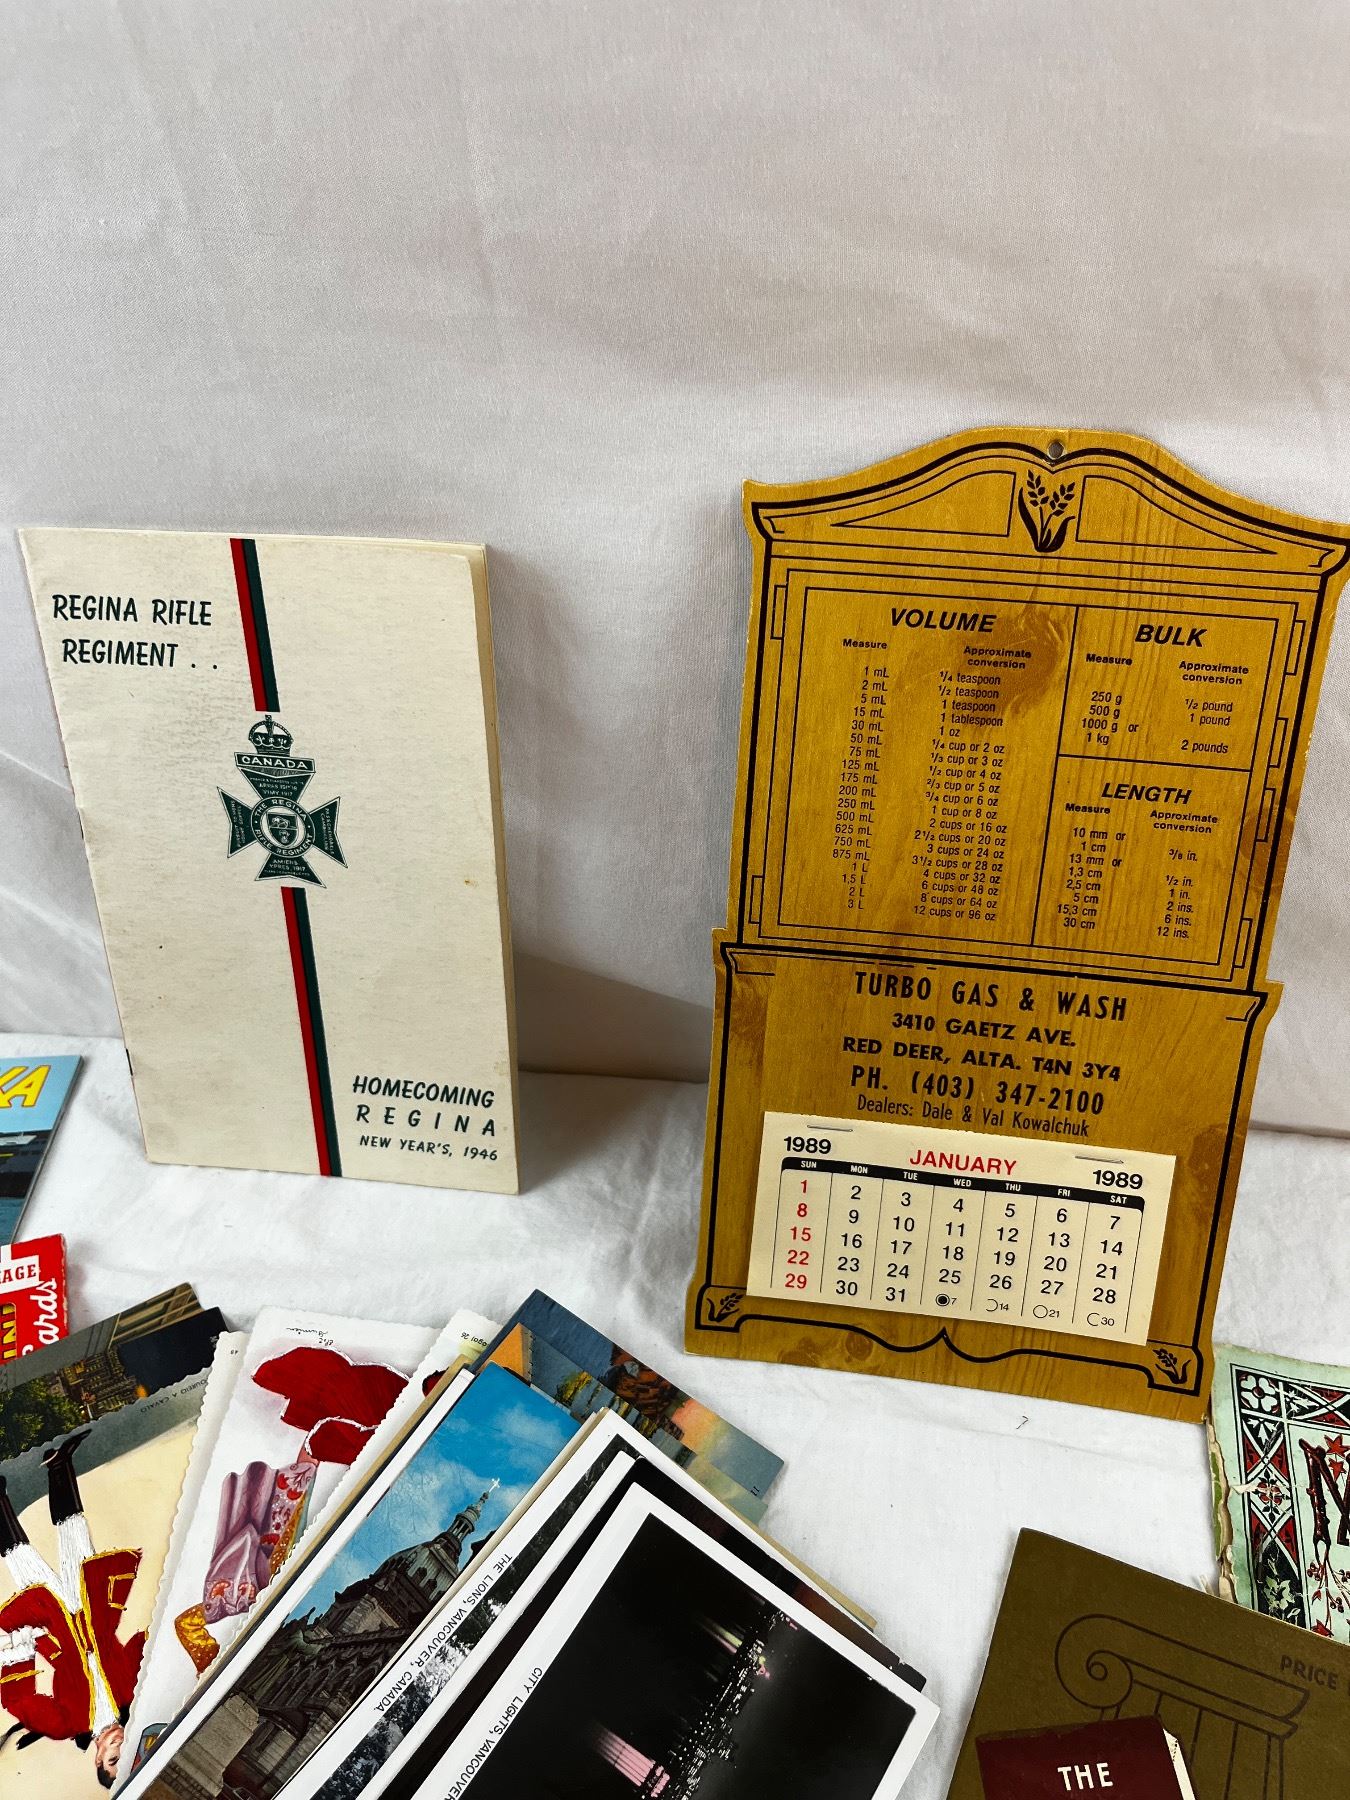 REGINA RIFLE
REGIMENT . .
CANADA
VIMY 1917
THE REGINA
RIFLE REGIMENT
AMIENS
YPRES, 1917
HOMECOMING
REGINA
NEW YEAR'S, 1946
VOLUME
Measure Approximate
conversion
1 mL 1/4 teaspoon
2 mL 1/2 teaspoon
5 mL 1 teaspoon
15 mL 1 tablespoon
30 mL 1 oz
50 mL 1/4 cup or 2 oz
75 mL 1/3 cup or 3 oz
125 mL 1/2 cup or 4 oz
175 mL 2/3 cup or 5 oz
200 mL 3/4 cup or 6 oz
250 mL 1 cup or 8 oz
500 mL 2 cups or 16 oz
625 mL 2 1/2 cups or 20 oz
750 mL 3 cups or 24 oz
875 mL 3 1/2 cups or 28 oz
1 L 4 cups or 32 oz
1,5 L 6 cups or 48 oz
2 L 8 cups or 64 oz
3 L 12 cups or 96 oz
BULK
Measure Approximate
conversion
250 g 1/2 pound
500 g 1 pound
1000 g or
1 kg 2 pounds
LENGTH
Measure Approximate
conversion
10 mm or
1 cm 3/8 in.
13 mm or
1,3 cm 1/2 in.
2,5 cm 1 in.
5 cm 2 ins.
15,3 cm 6 ins.
30 cm 12 ins.
TURBO GAS & WASH
3410 GAETZ AVE.
RED DEER, ALTA. T4N 3Y4
PH. (403) 347-2100
Dealers: Dale & Val Kowalchuk
1989 JANUARY 1989
SUN MON TUE WED THU FRI SAT
1 2 3 4 5 6 7
8 9 10 11 12 13 14
15 16 17 18 19 20 21
22 23 24 25 26 27 28
29 30 31 7 14 21 30
KA
AGE
ards
THE LIONS, VANCOUVER, CANADA.
CITY LIGHTS, VANCOUVER
11
PRICE
THE